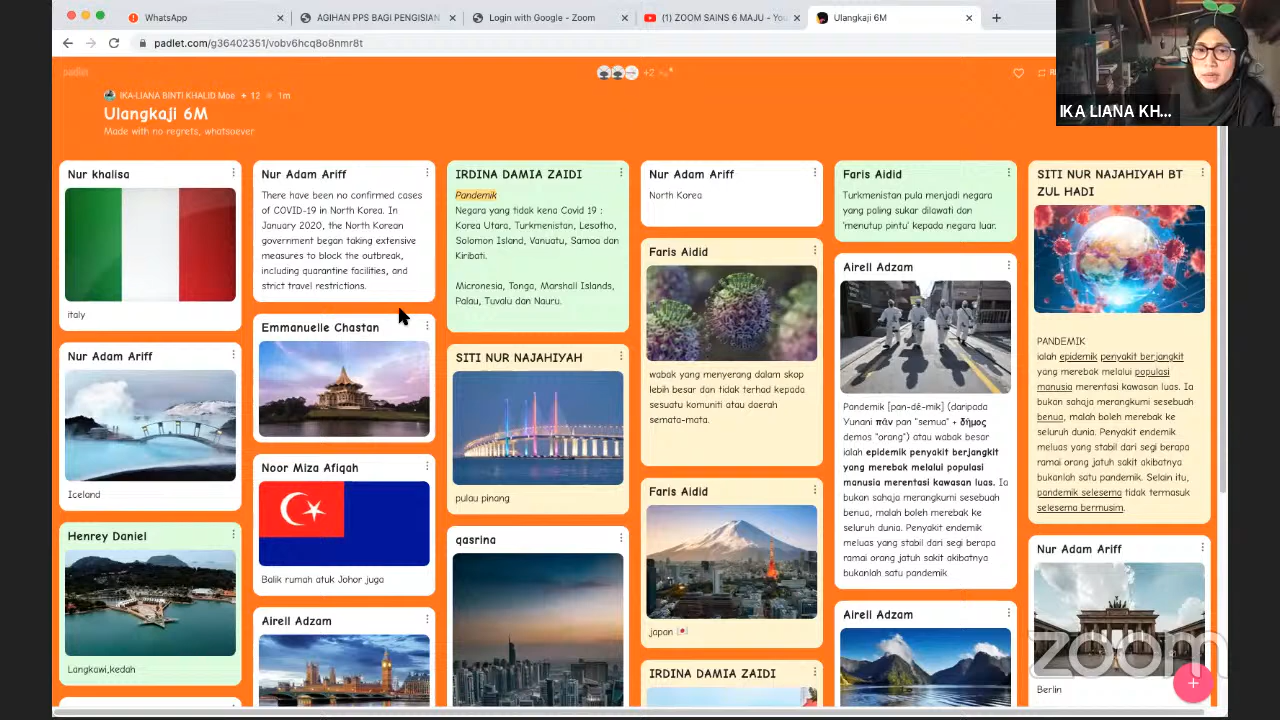 WhatsApp
AGIHAN PPS BAGI PENGISIAN
Login with Google - Zoom
(1) ZOOM SAINS 6 MAJU - You
Ulangkaji 6M
padlet.com/g36402351/vobv6hcq8o8nmr8t
padlet
+2
IKA-LIANA BINTI KHALID Moe + 12 1m
Ulangkaji 6M
Made with no regrets, whatsoever
IKA LIANA KH...
Nur khalisa
italy
Nur Adam Ariff
Iceland
Henrey Daniel
Langkawi,kedah
Nur Adam Ariff
There have been no confirmed cases
of COVID-19 in North Korea. In
January 2020, the North Korean
government began taking extensive
measures to block the outbreak,
including quarantine facilities, and
strict travel restrictions.
Emmanuelle Chastan
Noor Miza Afiqah
Balik rumah atuk Johor juga
Airell Adzam
IRDINA DAMIA ZAIDI
Pandemik
Negara yang tidak kena Covid 19 :
Korea Utara, Turkmenistan, Lesotho,
Solomon Island, Vanuatu, Samoa dan
Kiribati.
Micronesia, Tonga, Marshall Islands,
Palau, Tuvalu dan Nauru.
SITI NUR NAJAHIYAH
pulau pinang
qasrina
Nur Adam Ariff
North Korea
Faris Aidid
wabak yang menyerang dalam skop
lebih besar dan tidak terhad kepada
sesuatu komuniti atau daerah
semata-mata.
Faris Aidid
japan 🇯🇵
IRDINA DAMIA ZAIDI
Faris Aidid
Turkmenistan pula menjadi negara
yang paling sukar dilawati dan
'menutup pintu' kepada negara luar.
Airell Adzam
Pandemik [pan-dé-mik] (daripada
Yunani πάν pan "semua" + δήμος
demos "orang") atau wabak besar
ialah epidemik penyakit berjangkit
yang merebak melalui populasi
manusia merentasi kawasan luas. Ia
bukan sahaja merangkumi sesebuah
benua, malah boleh merebak ke
seluruh dunia. Penyakit endemik
meluas yang stabil dari segi berapa
ramai orang jatuh sakit akibatnya
bukanlah satu pandemik
Airell Adzam
SITI NUR NAJAHIYAH BT
ZUL HADI
PANDEMIK
ialah epidemik penyakit berjangkit
yang merebak melalui populasi
manusia merentasi kawasan luas. Ia
bukan sahaja merangkumi sesebuah
benua, malah boleh merebak ke
seluruh dunia. Penyakit endemik
meluas yang stabil dari segi berapa
ramai orang jatuh sakit akibatnya
bukanlah satu pandemik. Selain itu,
pandemik selesema tidak termasuk
selesema bermusim.
Nur Adam Ariff
Berlin
zoom